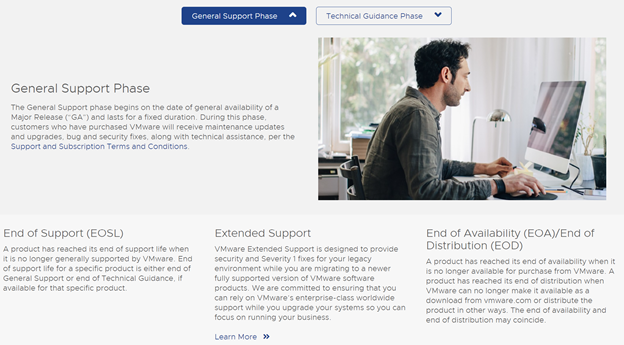 General Support Phase
Technical Guidance Phase
General Support Phase
The General Support phase begins on the date of general availability of a
Major Release ("GA") and lasts for a fixed duration. During this phase,
customers who have purchased VMware will receive maintenance updates
and upgrades, bug and security fixes, along with technical assistance, per the
Support and Subscription Terms and Conditions.
End of Support (EOSL)
A product has reached its end of support life when
it is no longer generally supported by VMware. End
of support life for a specific product is either end of
General Support or end of Technical Guidance, if
available for that specific product.
Extended Support
VMware Extended Support is designed to provide
security and Severity 1 fixes for your legacy
environment while you are migrating to a newer
fully supported version of VMware software
products. We are committed to ensuring that you
can rely on VMware's enterprise-class worldwide
support while you upgrade your systems so you can
focus on running your business.
Learn More
End of Availability (EOA)/End of
Distribution (EOD)
A product has reached its end of availability when it
is no longer available for purchase from VMware. A
product has reached its end of distribution when
VMware can no longer make it available as a
download from vmware.com or distribute the
product in other ways. The end of availability and
end of distribution may coincide.